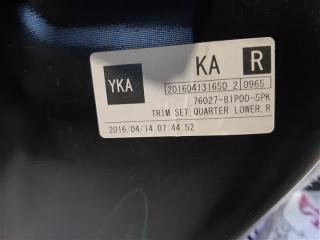 YKA KA R
201604131650 2 0965
76027-81P00-5PK
TRIM SET,QUARTER LOWER,R
2016/04/14 07:44:52